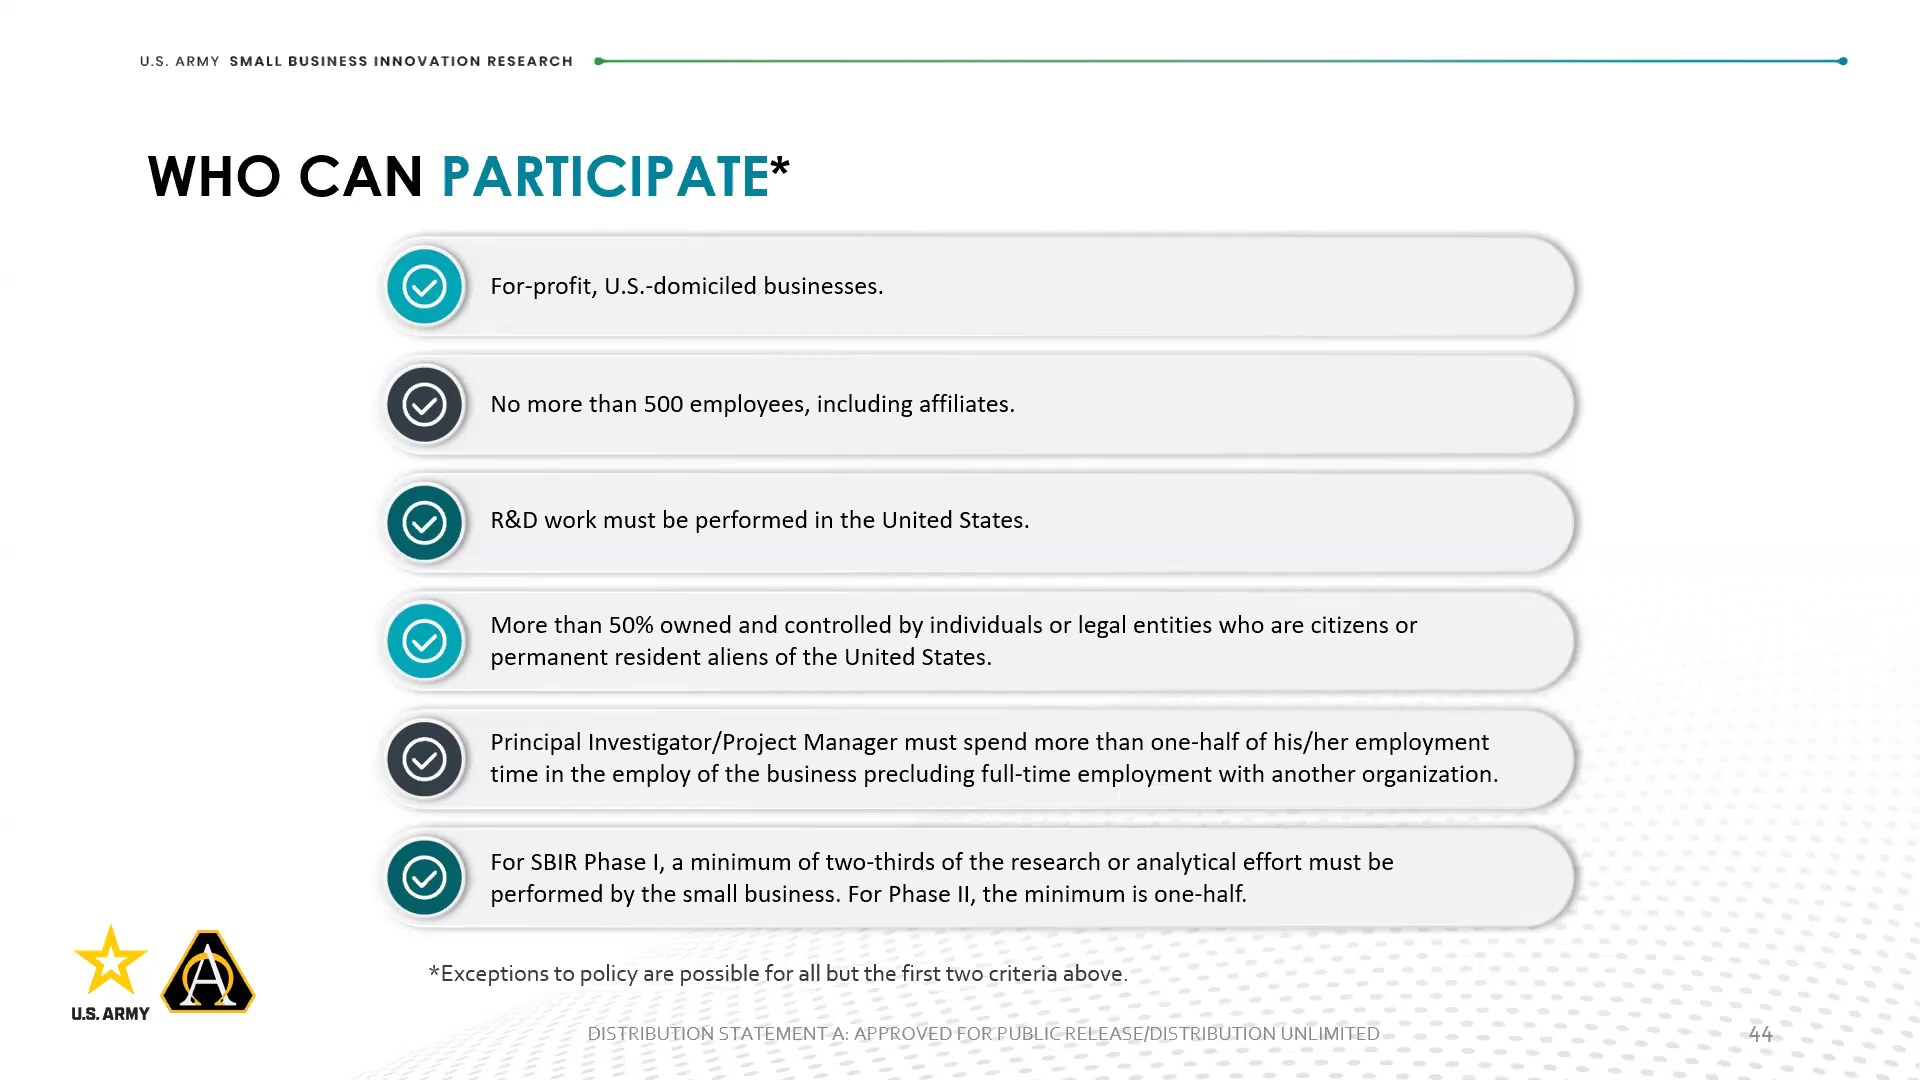 U.S. ARMY SMALL BUSINESS INNOVATION RESEARCH
WHO CAN PARTICIPATE*
For-profit, U.S.-domiciled businesses.
No more than 500 employees, including affiliates.
R&D work must be performed in the United States.
More than 50% owned and controlled by individuals or legal entities who are citizens or
permanent resident aliens of the United States.
Principal Investigator/Project Manager must spend more than one-half of his/her employment
time in the employ of the business precluding full-time employment with another organization.
For SBIR Phase I, a minimum of two-thirds of the research or analytical effort must be
performed by the small business. For Phase II, the minimum is one-half.
*Exceptions to policy are possible for all but the first two criteria above.
U.S. ARMY
DISTRIBUTION STATEMENT A: APPROVED FOR PUBLIC RELEASE/DISTRIBUTION UNLIMITED
44